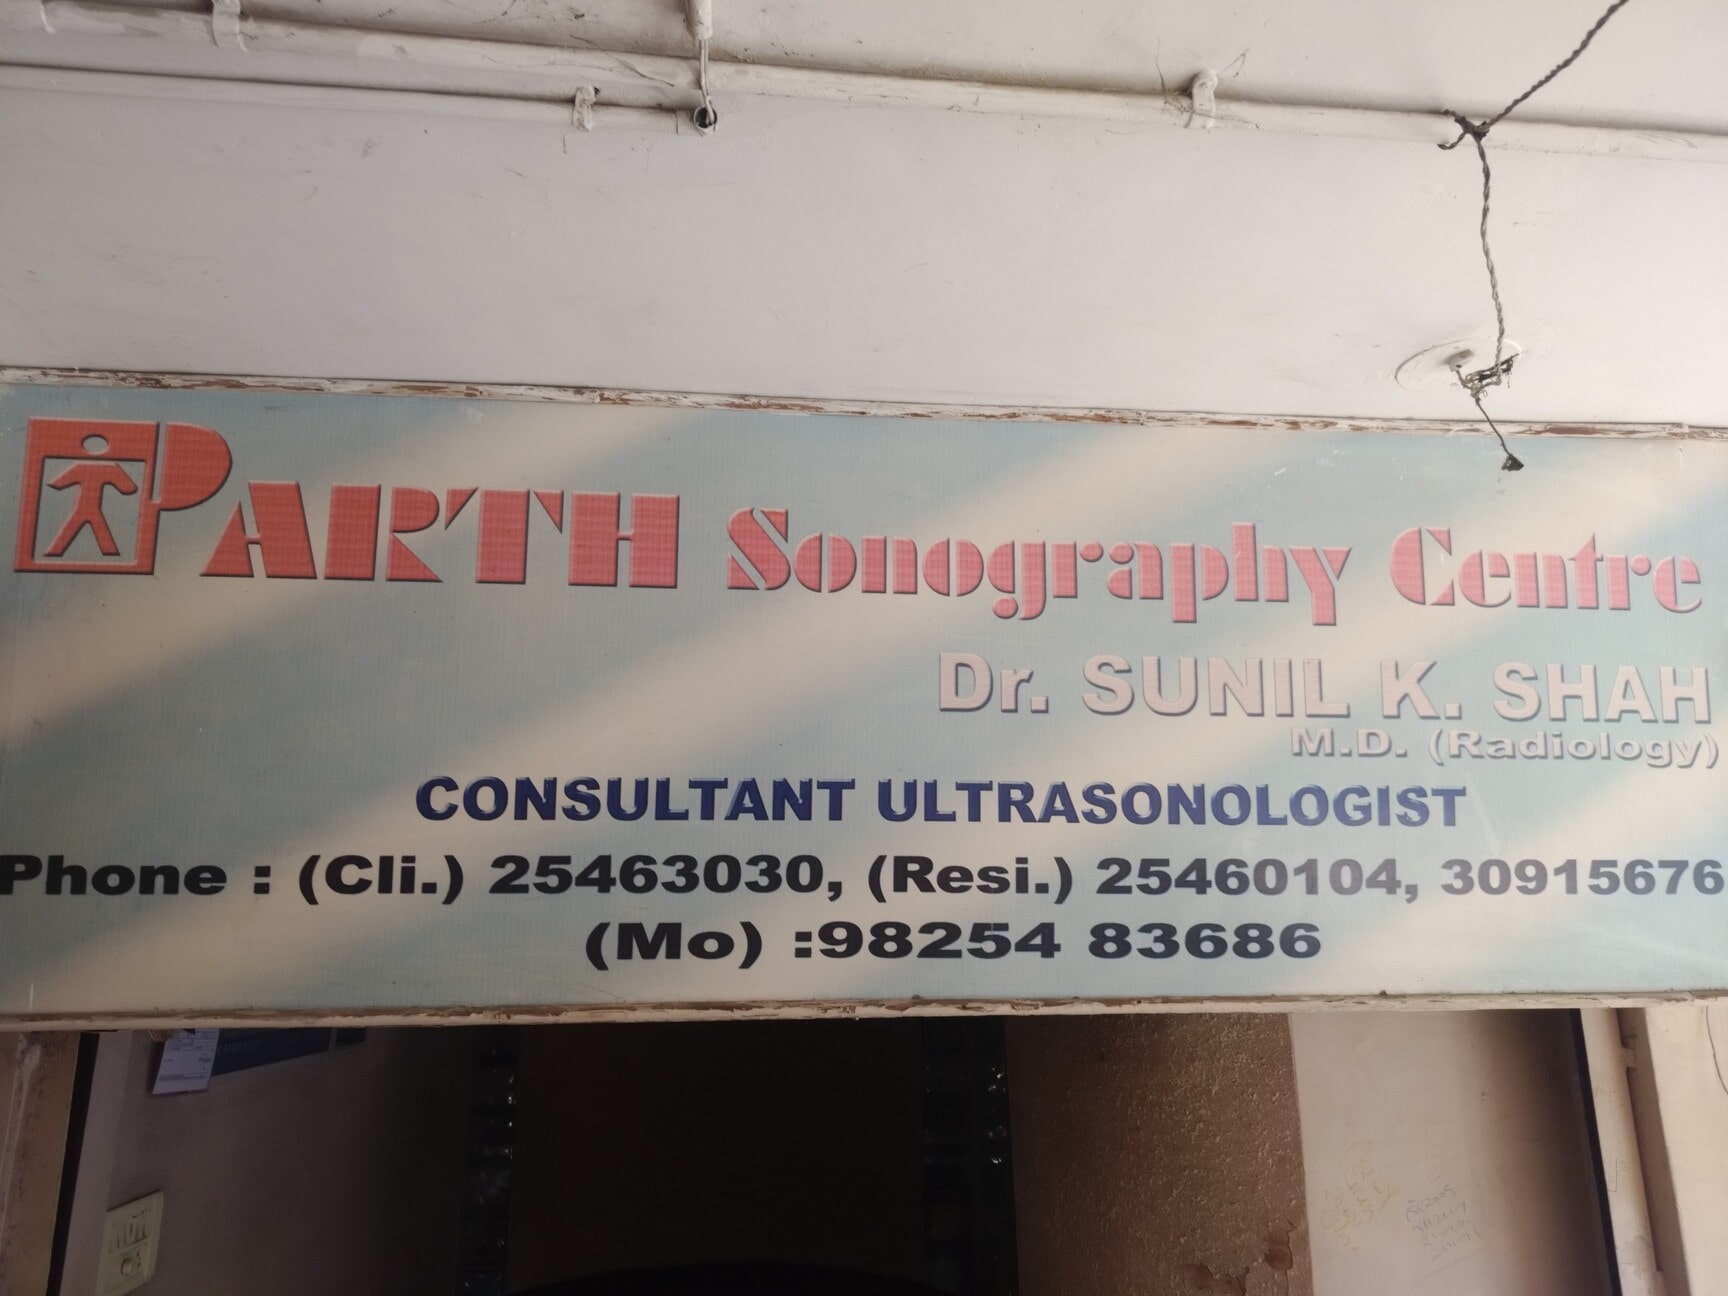 PARTH Sonography Centre
Dr. SUNIL K. SHAH
M.D. (Radiology)
CONSULTANT ULTRASONOLOGIST
Phone : (Cli.) 25463030, (Resi.) 25460104, 30915676
(Mo) :98254 83686